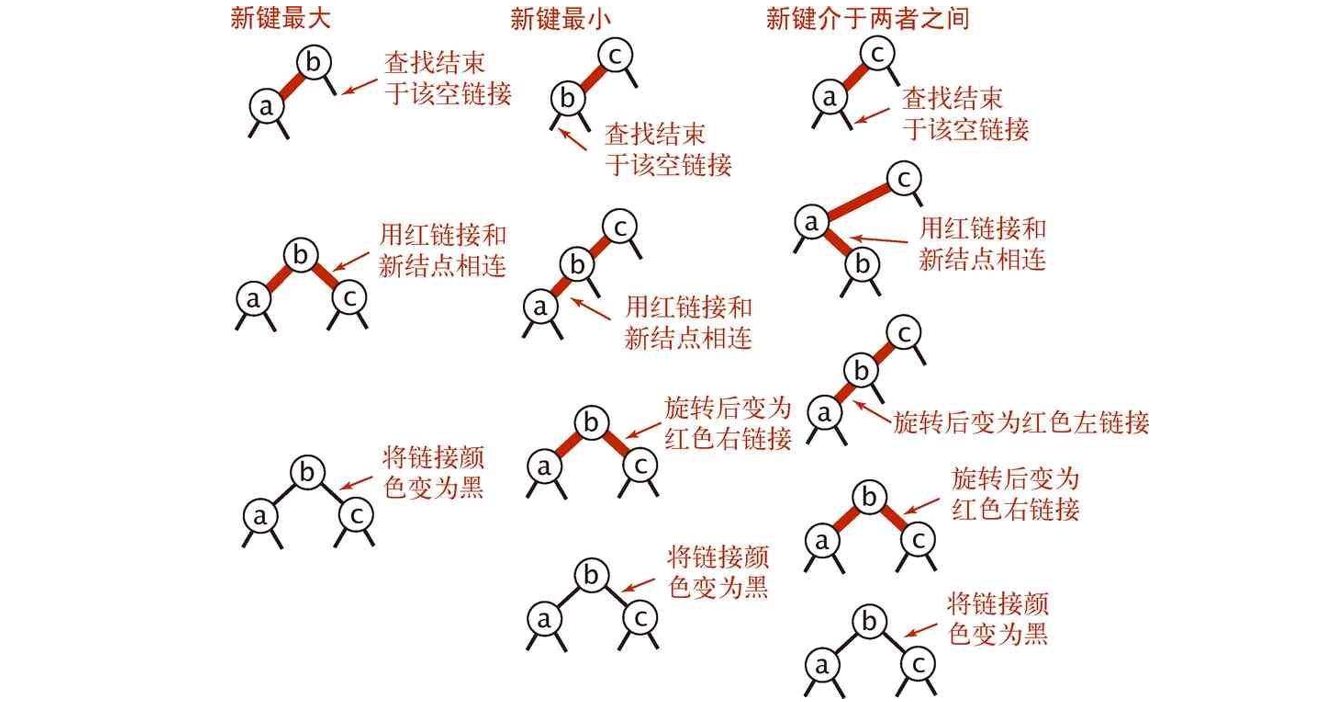 新键最大
b
a
查找结束
于该空链接
b
a
c
用红链接和
新结点相连
b
a
c
将链接颜
色变为黑
新键最小
c
b
查找结束
于该空链接
c
b
a
用红链接和
新结点相连
b
a
c
旋转后变为
红色右链接
b
a
c
将链接颜
色变为黑
新键介于两者之间
c
a
查找结束
于该空链接
c
a
b
用红链接和
新结点相连
c
b
a
旋转后变为红色左链接
b
a
c
旋转后变为
红色右链接
b
a
c
将链接颜
色变为黑